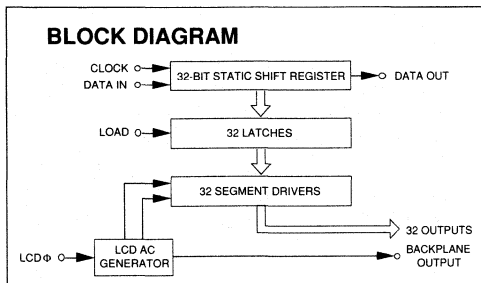 BLOCK DIAGRAM
CLOCK
32-BIT STATIC SHIFT REGISTER
DATA OUT
DATA IN
LOAD
32 LATCHES
32 SEGMENT DRIVERS
32 OUTPUTS
LCDΦ
LCD AC
GENERATOR
BACKPLANE
OUTPUT